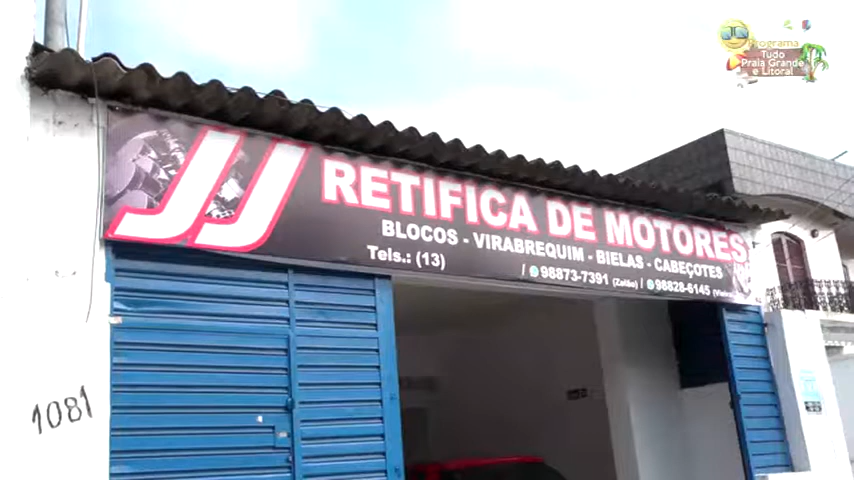 Programa
Tudo
Praia Grande
e Litoral
JJ RETIFICA DE MOTORES
BLOCOS - VIRABREQUIM - BIELAS - CABEÇOTES
Tels.: (13) / 98873-7391 (Zelão) / 98828-6145
1081